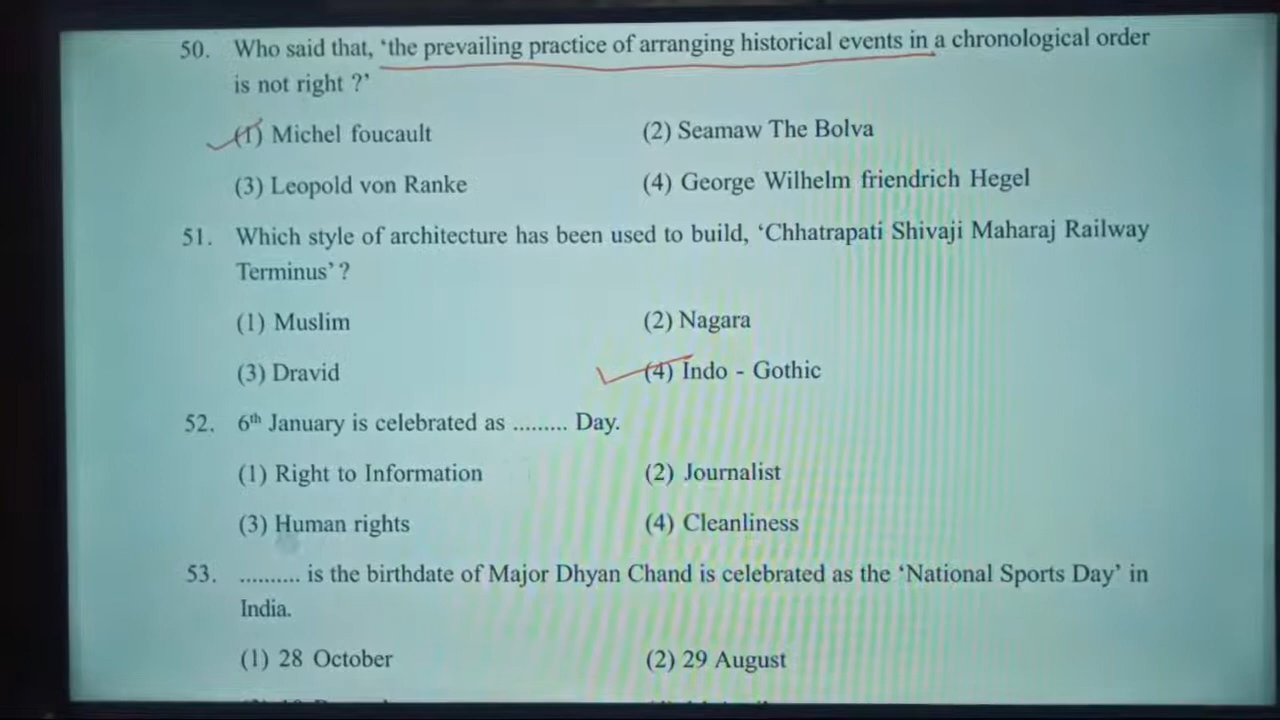 50. Who said that, ‘the prevailing practice of arranging historical events in a chronological order
is not right ?’
(1) Michel foucault (2) Seamaw The Bolva
(3) Leopold von Ranke (4) George Wilhelm friendrich Hegel
51. Which style of architecture has been used to build, ‘Chhatrapati Shivaji Maharaj Railway
Terminus’ ?
(1) Muslim (2) Nagara
(3) Dravid (4) Indo - Gothic
52. 6th January is celebrated as ......... Day.
(1) Right to Information (2) Journalist
(3) Human rights (4) Cleanliness
53. .......... is the birthdate of Major Dhyan Chand is celebrated as the ‘National Sports Day’ in
India.
(1) 28 October (2) 29 August